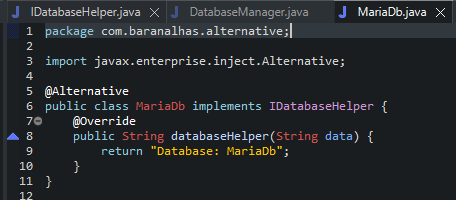 IDatabaseHelper.java DatabaseManager.java MariaDb.java
1 package com.baranalhas.alternative;
2
3 import javax.enterprise.inject.Alternative;
4
5 @Alternative
6 public class MariaDb implements IDatabaseHelper {
7 @Override
8 public String databaseHelper(String data) {
9 return "Database: MariaDb";
10 }
11 }
12